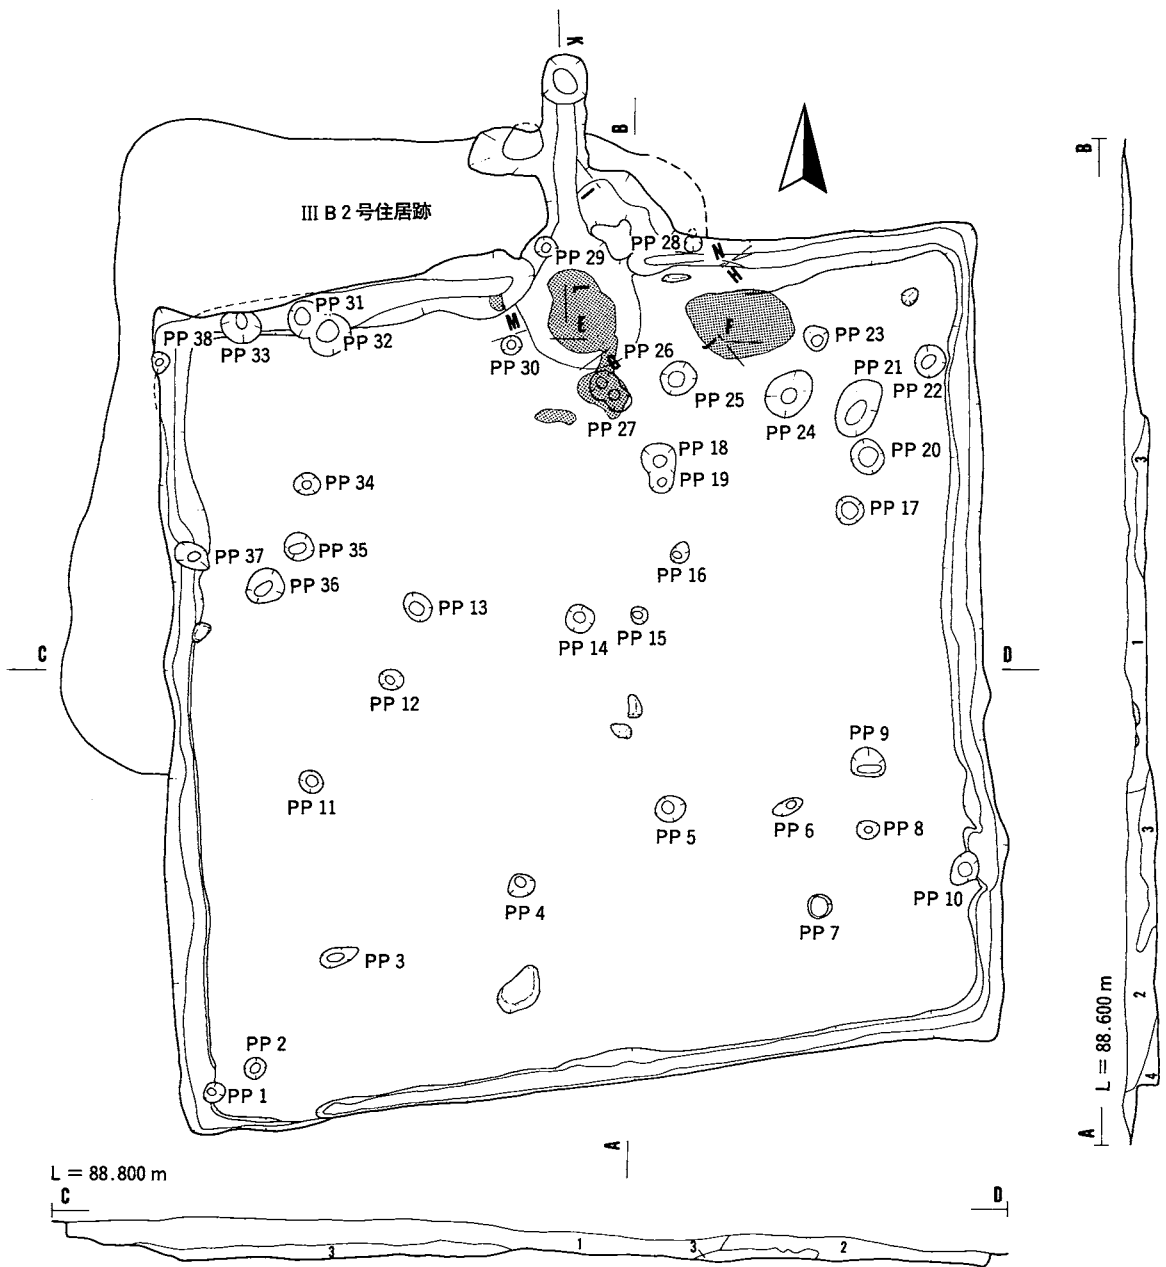 K
B
B
III B 2 号住居跡
I
PP 28
N
H
PP 29
PP 31
L
PP 38
PP 33
PP 32
M
E
F
J
PP 23
PP 30
PP 26
PP 21
PP 22
PP 25
PP 27
PP 24
PP 18
PP 20
3
PP 34
PP 19
PP 17
PP 37
PP 35
PP 36
PP 16
PP 13
PP 14
PP 15
C
D
1
PP 12
PP 9
PP 11
PP 5
PP 6
PP 8
3
PP 10
PP 4
PP 7
PP 3
2
L = 88.600 m
PP 2
PP 1
4
A
A
L = 88.800 m
C
D
3
1
3
2